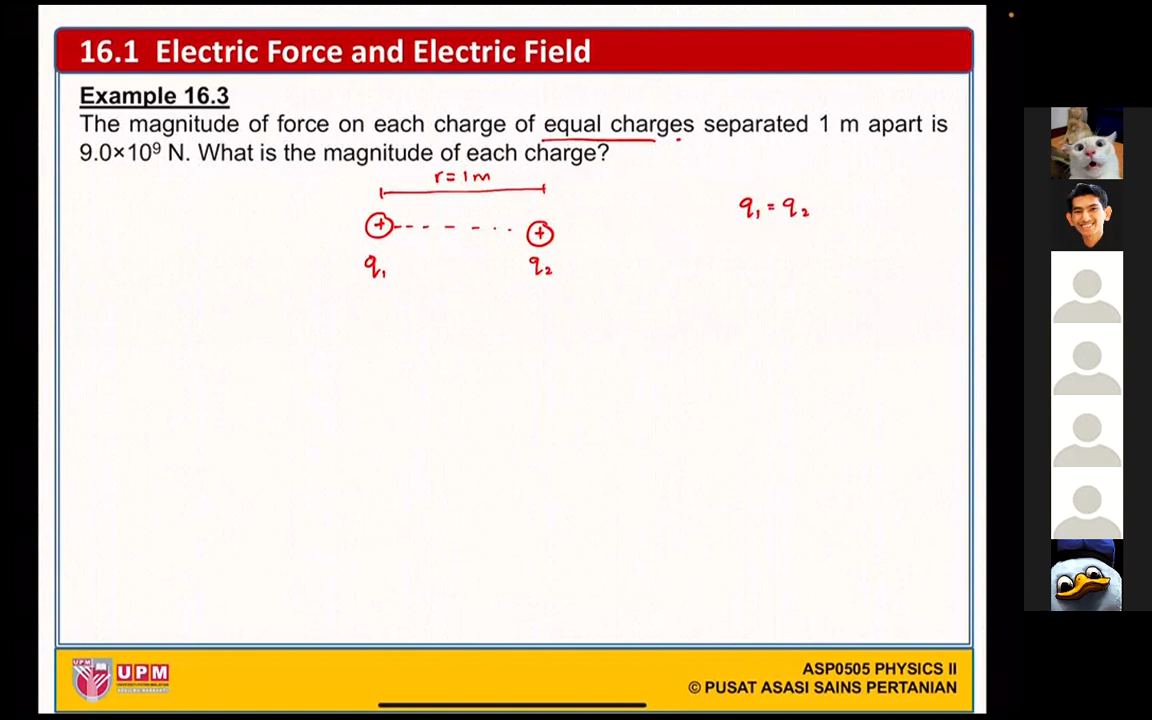 16.1 Electric Force and Electric Field
Example 16.3
The magnitude of force on each charge of equal charges separated 1 m apart is
9.0×10⁹ N. What is the magnitude of each charge?
r = 1 m
q₁ = q₂
+ +
q₁ q₂
UPM
UPM
ASP0505 PHYSICS II
© PUSAT ASASI SAINS PERTANIAN